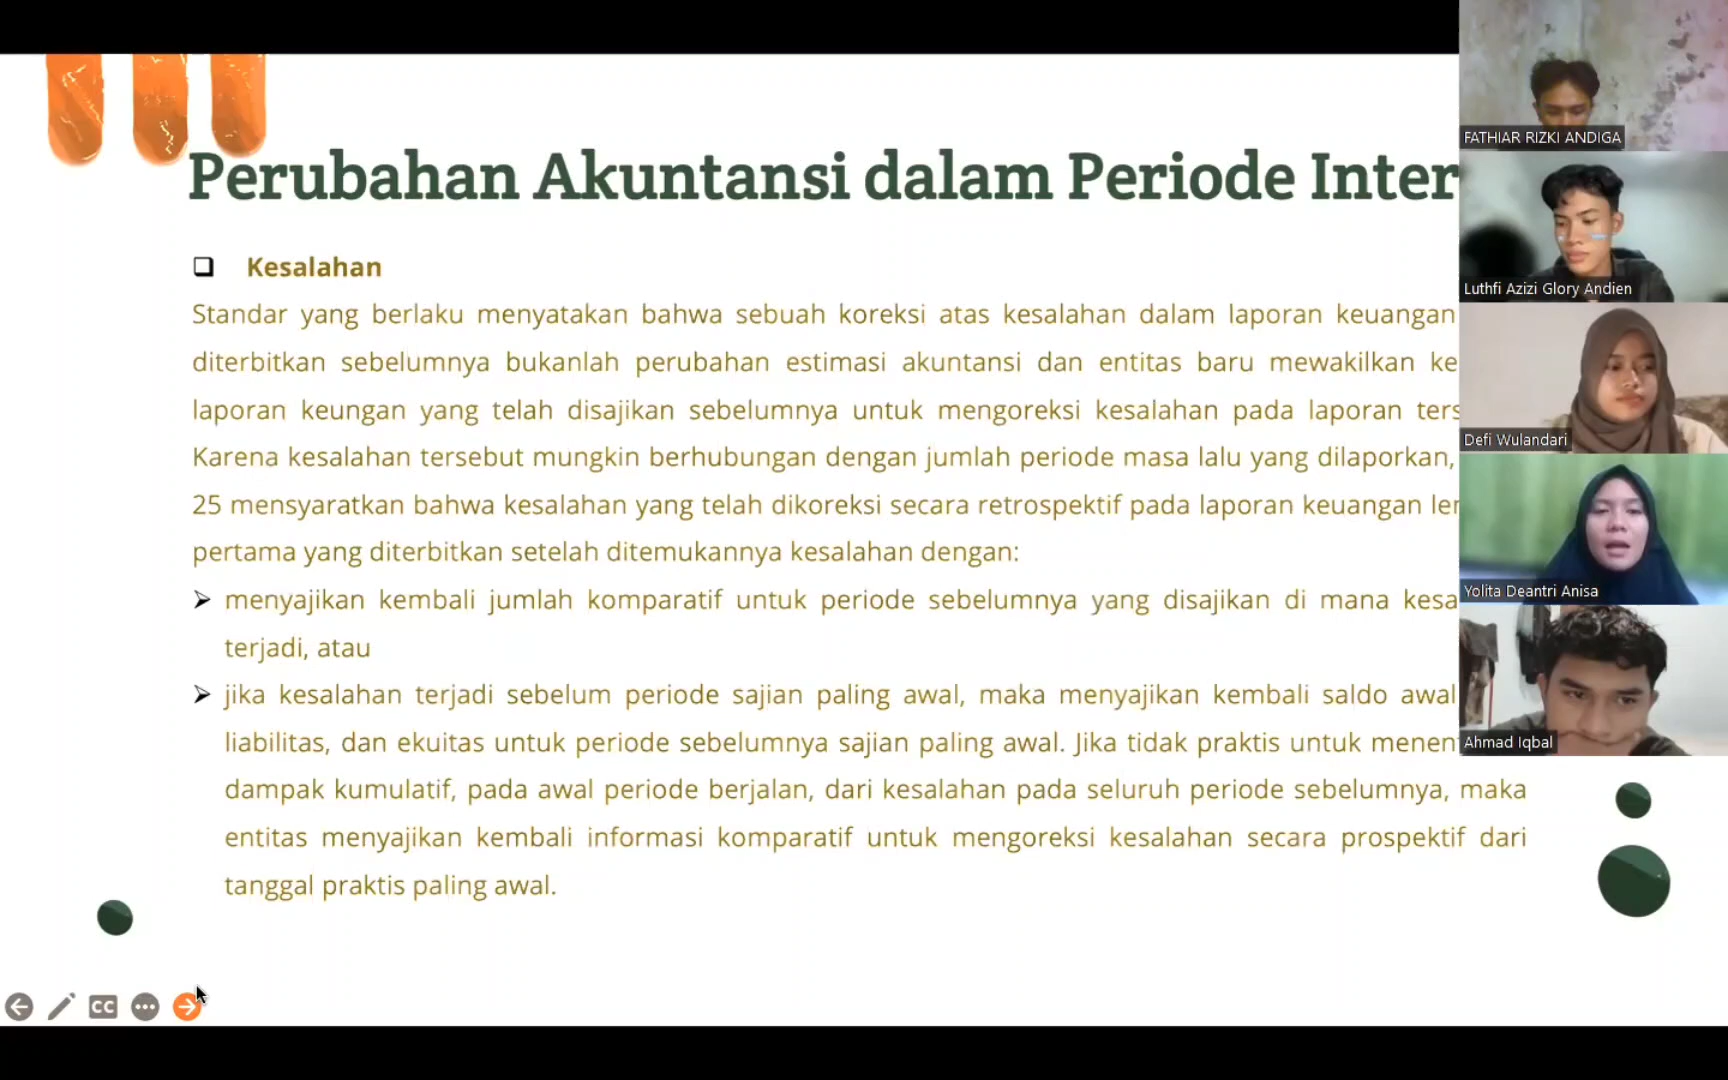 Perubahan Akuntansi dalam Periode Inter
Kesalahan
Standar yang berlaku menyatakan bahwa sebuah koreksi atas kesalahan dalam laporan keuangan
diterbitkan sebelumnya bukanlah perubahan estimasi akuntansi dan entitas baru mewakilkan ke
laporan keungan yang telah disajikan sebelumnya untuk mengoreksi kesalahan pada laporan ters
Karena kesalahan tersebut mungkin berhubungan dengan jumlah periode masa lalu yang dilaporkan,
25 mensyaratkan bahwa kesalahan yang telah dikoreksi secara retrospektif pada laporan keuangan ler
pertama yang diterbitkan setelah ditemukannya kesalahan dengan:
menyajikan kembali jumlah komparatif untuk periode sebelumnya yang disajikan di mana kesa
terjadi, atau
jika kesalahan terjadi sebelum periode sajian paling awal, maka menyajikan kembali saldo awal
liabilitas, dan ekuitas untuk periode sebelumnya sajian paling awal. Jika tidak praktis untuk menen
dampak kumulatif, pada awal periode berjalan, dari kesalahan pada seluruh periode sebelumnya, maka
entitas menyajikan kembali informasi komparatif untuk mengoreksi kesalahan secara prospektif dari
tanggal praktis paling awal.
CC
FATHIAR RIZKI ANDIGA
Luthfi Azizi Glory Andien
Defi Wulandari
Yolita Deantri Anisa
Ahmad Iqbal